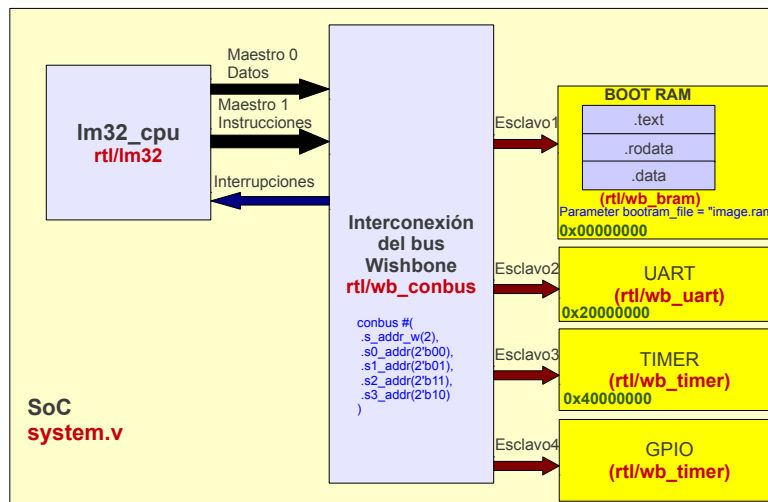 Maestro 0
Datos
Maestro 1
Instrucciones
Interrupciones
lm32_cpu
rtl/lm32
Interconexión
del bus
Wishbone
rtl/wb_conbus
conbus #(
.s_addr_w(2),
.s0_addr(2'b00),
.s1_addr(2'b01),
.s2_addr(2'b11),
.s3_addr(2'b10)
)
Esclavo1
BOOT RAM
.text
.rodata
.data
(rtl/wb_bram)
Parameter bootram_file = "image.ram
0x00000000
Esclavo2
UART
(rtl/wb_uart)
0x20000000
Esclavo3
TIMER
(rtl/wb_timer)
0x40000000
Esclavo4
GPIO
(rtl/wb_timer)
SoC
system.v